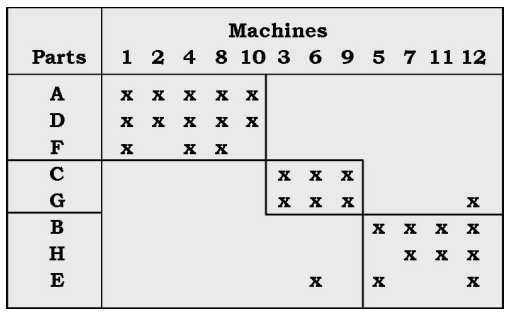 Machines
Parts 1 2 4 8 10 3 6 9 5 7 11 12
A x x x x x
D x x x x x
F x x x
C x x x
G x x x x
B x x x x
H x x x
E x x x